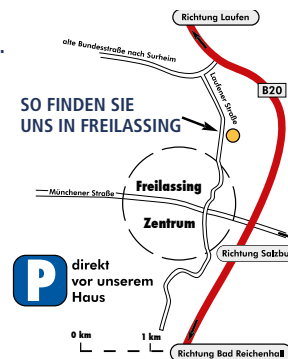 Richtung Laufen
alte Bundesstraße nach Surheim
Laufener Straße
B20
SO FINDEN SIE
UNS IN FREILASSING
Freilassing
Münchener Straße
Zentrum
Richtung Salzbu
P
direkt
vor unserem
Haus
0 km 1 km
Richtung Bad Reichenhall